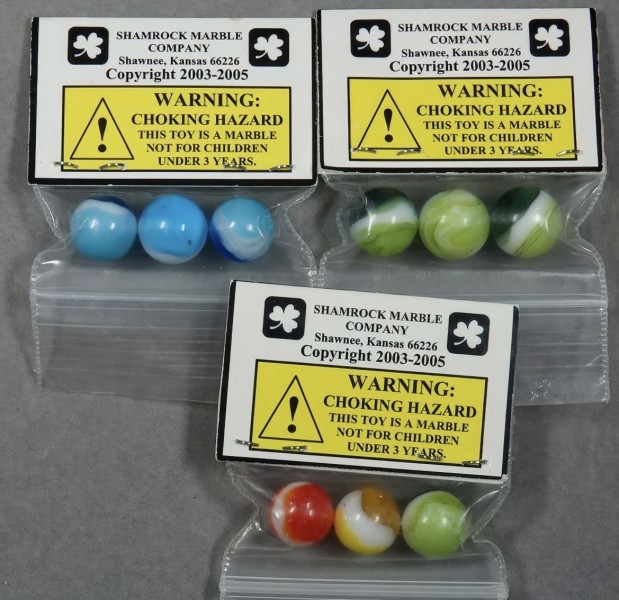 SHAMROCK MARBLE
COMPANY
Shawnee, Kansas 66226
Copyright 2003-2005
WARNING:
CHOKING HAZARD
THIS TOY IS A MARBLE
NOT FOR CHILDREN
UNDER 3 YEARS.
SHAMROCK MARBLE
COMPANY
Shawnee, Kansas 66226
Copyright 2003-2005
WARNING:
CHOKING HAZARD
THIS TOY IS A MARBLE
NOT FOR CHILDREN
UNDER 3 YEARS.
SHAMROCK MARBLE
COMPANY
Shawnee, Kansas 66226
Copyright 2003-2005
WARNING:
CHOKING HAZARD
THIS TOY IS A MARBLE
NOT FOR CHILDREN
UNDER 3 YEARS.